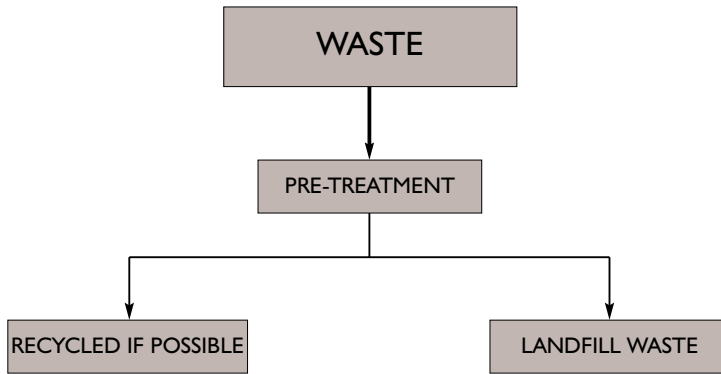 WASTE
PRE-TREATMENT
RECYCLED IF POSSIBLE
LANDFILL WASTE